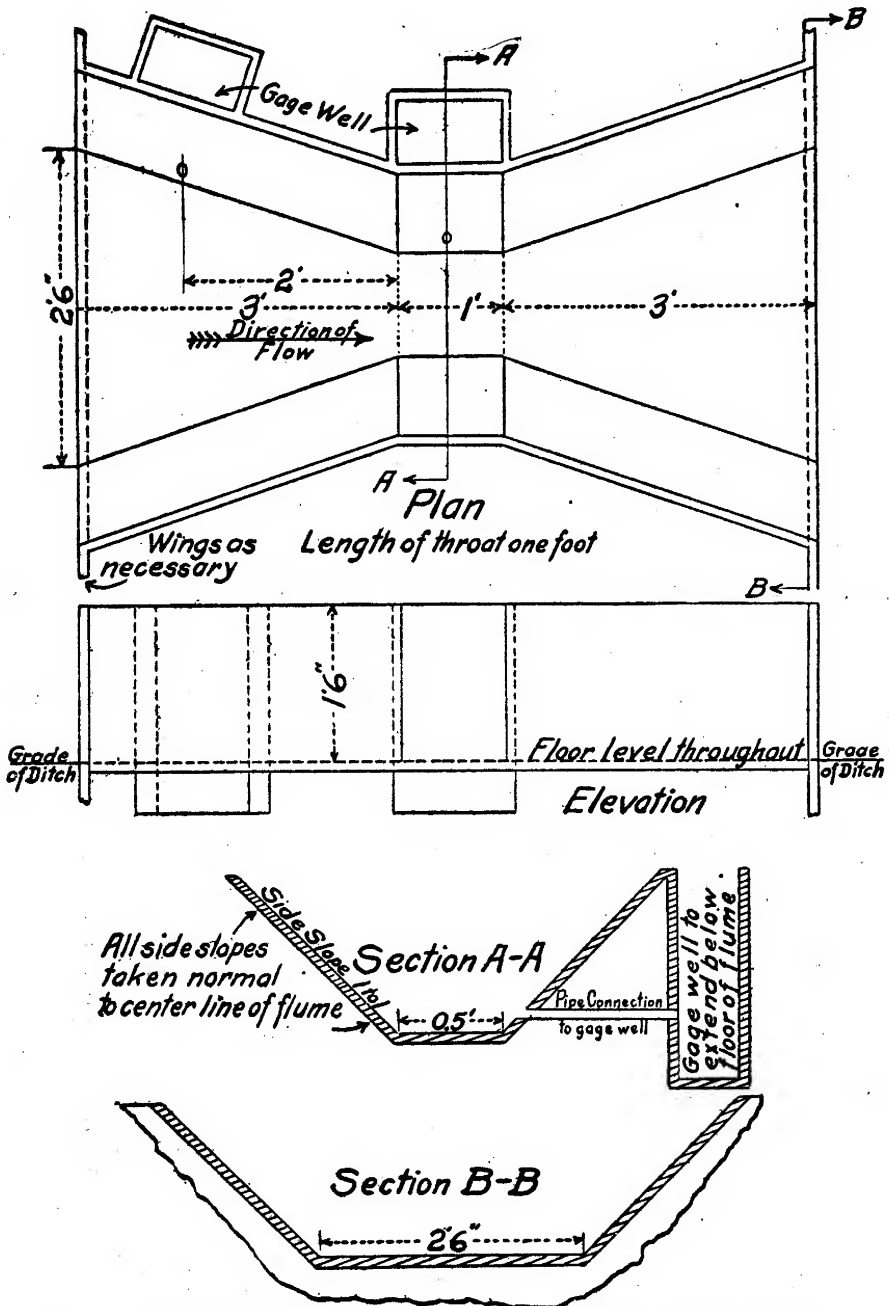 B
A
Gage Well
2'6"
2'
3'
1'
3'
Direction of
Flow
A
Plan
Length of throat one foot
Wings as
necessary
B
1'6"
Grade
of Ditch
Floor level throughout
Grade
of Ditch
Elevation
All side slopes
taken normal
to center line of flume
Side Slope 1 to 1
Section A-A
0.5'
Pipe Connection
to gage well
Gage well to
extend below
floor of flume
Section B-B
2'6"